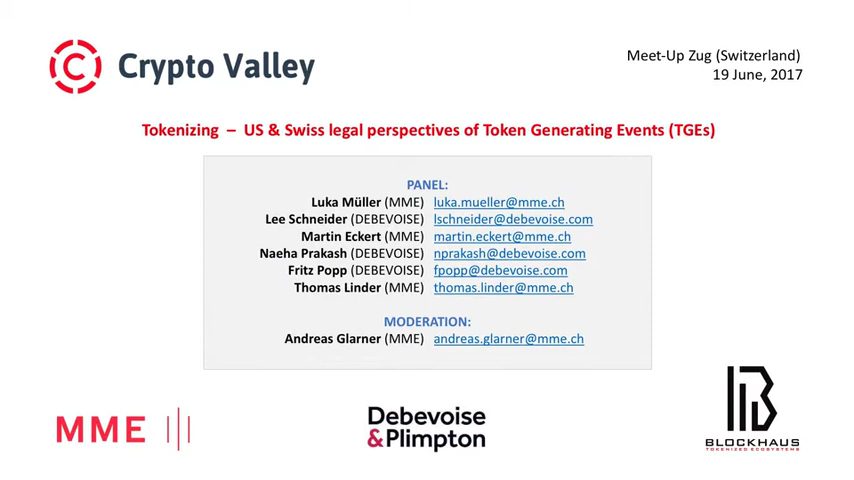 Crypto Valley
Meet-Up Zug (Switzerland)
19 June, 2017
Tokenizing – US & Swiss legal perspectives of Token Generating Events (TGEs)
PANEL:
Luka Müller (MME) luka.mueller@mme.ch
Lee Schneider (DEBEVOISE) lschneider@debevoise.com
Martin Eckert (MME) martin.eckert@mme.ch
Naeha Prakash (DEBEVOISE) nprakash@debevoise.com
Fritz Popp (DEBEVOISE) fpopp@debevoise.com
Thomas Linder (MME) thomas.linder@mme.ch
MODERATION:
Andreas Glarner (MME) andreas.glarner@mme.ch
MME
Debevoise
&Plimpton
BLOCKHAUS
TOKENIZED ECOSYSTEMS